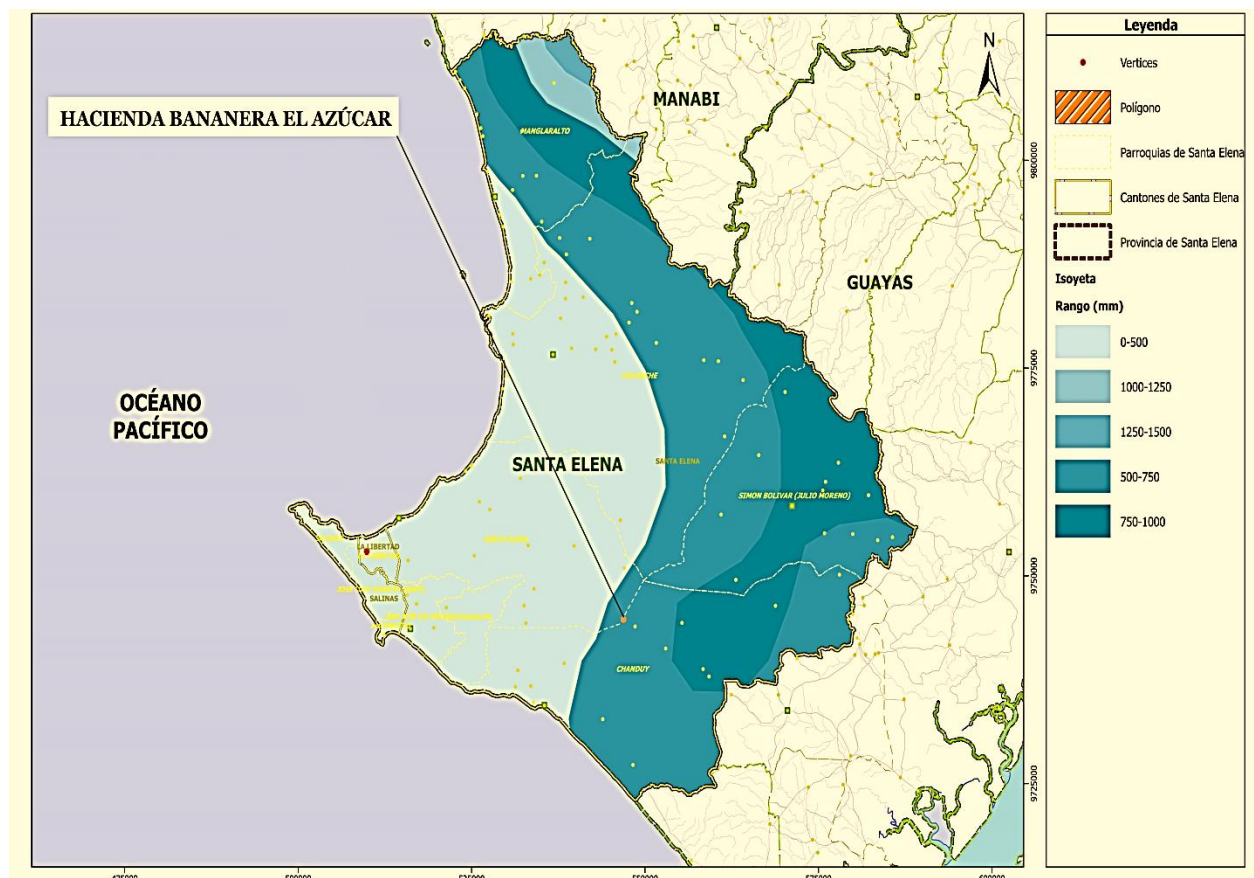 HACIENDA BANANERA EL AZÚCAR
MANABI
MANGLARALTO
GUAYAS
OCÉANO
PACÍFICO
SANTA ELENA
SANTA ELENA
SIMON BOLIVAR (JULIO MORENO)
LA LIBERTAD
SALINAS
CHANDUY
N
9800000
9775000
9750000
9725000
Leyenda
Vertices
Polígono
Parroquias de Santa Elena
Cantones de Santa Elena
Provincia de Santa Elena
Isoyeta
Rango (mm)
0-500
1000-1250
1250-1500
500-750
750-1000